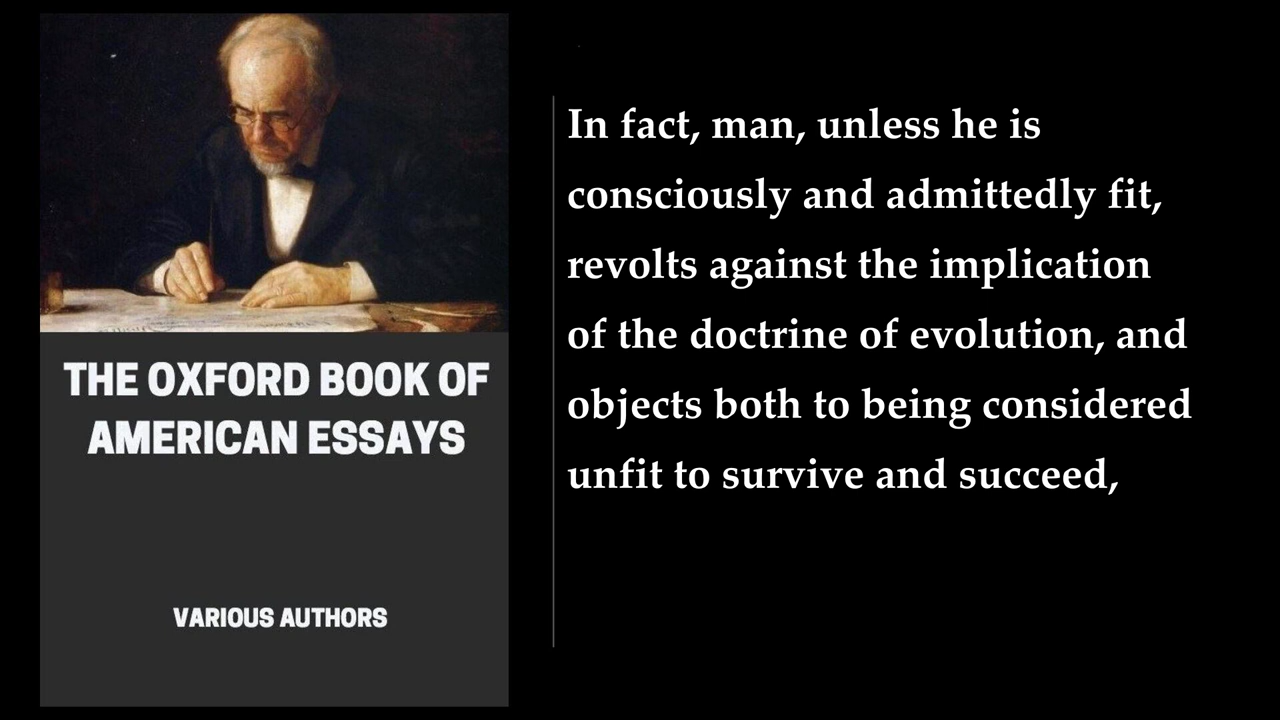 THE OXFORD BOOK OF
AMERICAN ESSAYS
VARIOUS AUTHORS
In fact, man, unless he is
consciously and admittedly fit,
revolts against the implication
of the doctrine of evolution, and
objects both to being considered
unfit to survive and succeed,